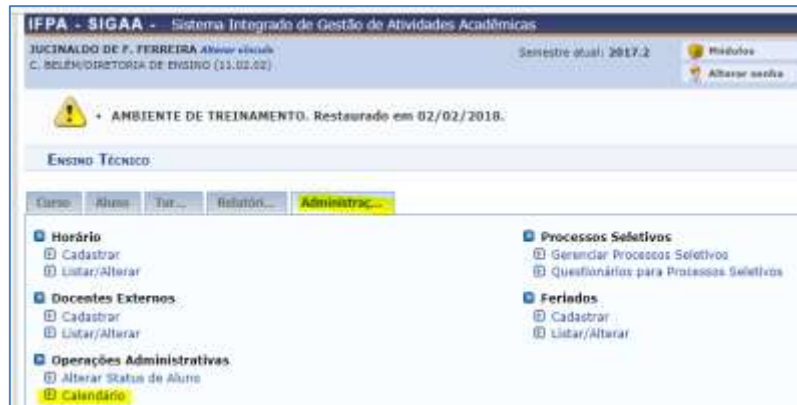 IFPA - SIGAA - Sistema Integrado de Gestão de Atividades Acadêmicas
JUCINALDO DE F. FERREIRA Alterar vínculo
Semestre atual: 2017.2
Módulos
C. BELÉM/DIRETORIA DE ENSINO (11.02.02)
Alterar senha
• AMBIENTE DE TREINAMENTO. Restaurado em 02/02/2018.
ENSINO TÉCNICO
Curso Aluno Tur... Relatóri... Administraç...
Horário
Cadastrar
Listar/Alterar
Docentes Externos
Cadastrar
Listar/Alterar
Operações Administrativas
Alterar Status de Aluno
Calendário
Processos Seletivos
Gerenciar Processos Seletivos
Questionários para Processos Seletivos
Feriados
Cadastrar
Listar/Alterar